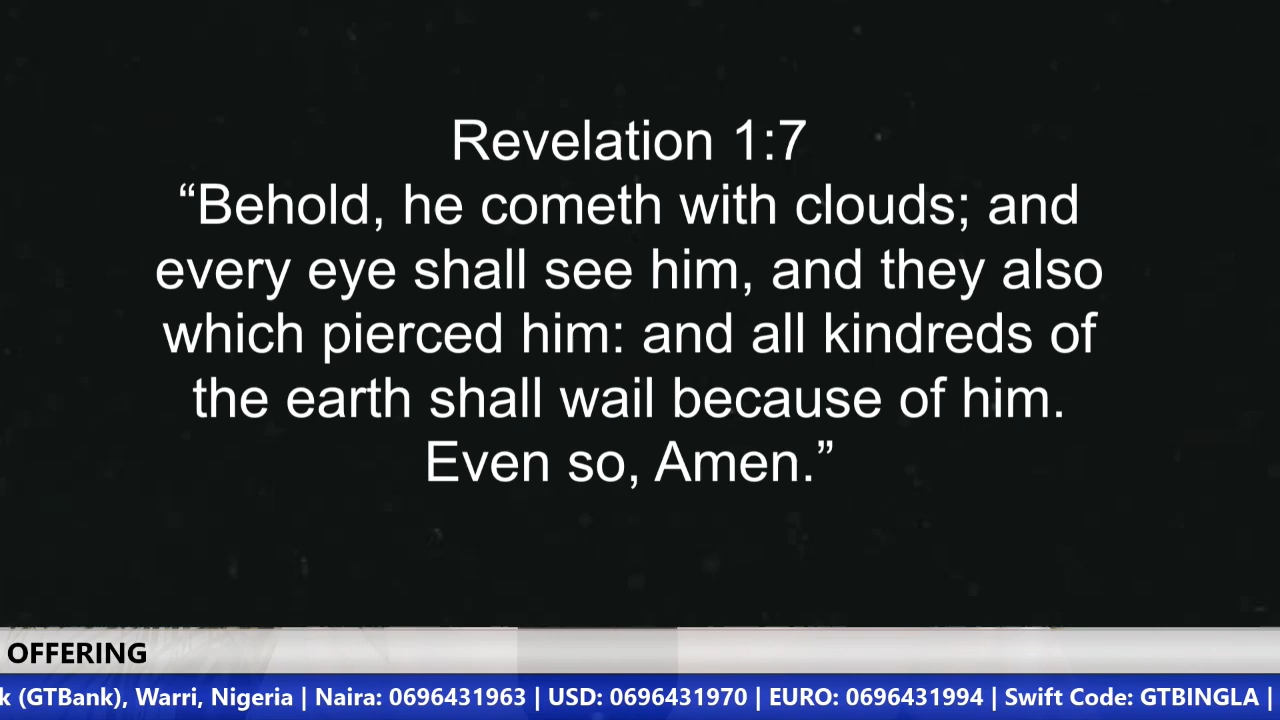 Revelation 1:7
“Behold, he cometh with clouds; and
every eye shall see him, and they also
which pierced him: and all kindreds of
the earth shall wail because of him.
Even so, Amen.”
OFFERING
k (GTBank), Warri, Nigeria | Naira: 0696431963 | USD: 0696431970 | EURO: 0696431994 | Swift Code: GTBINGLA |